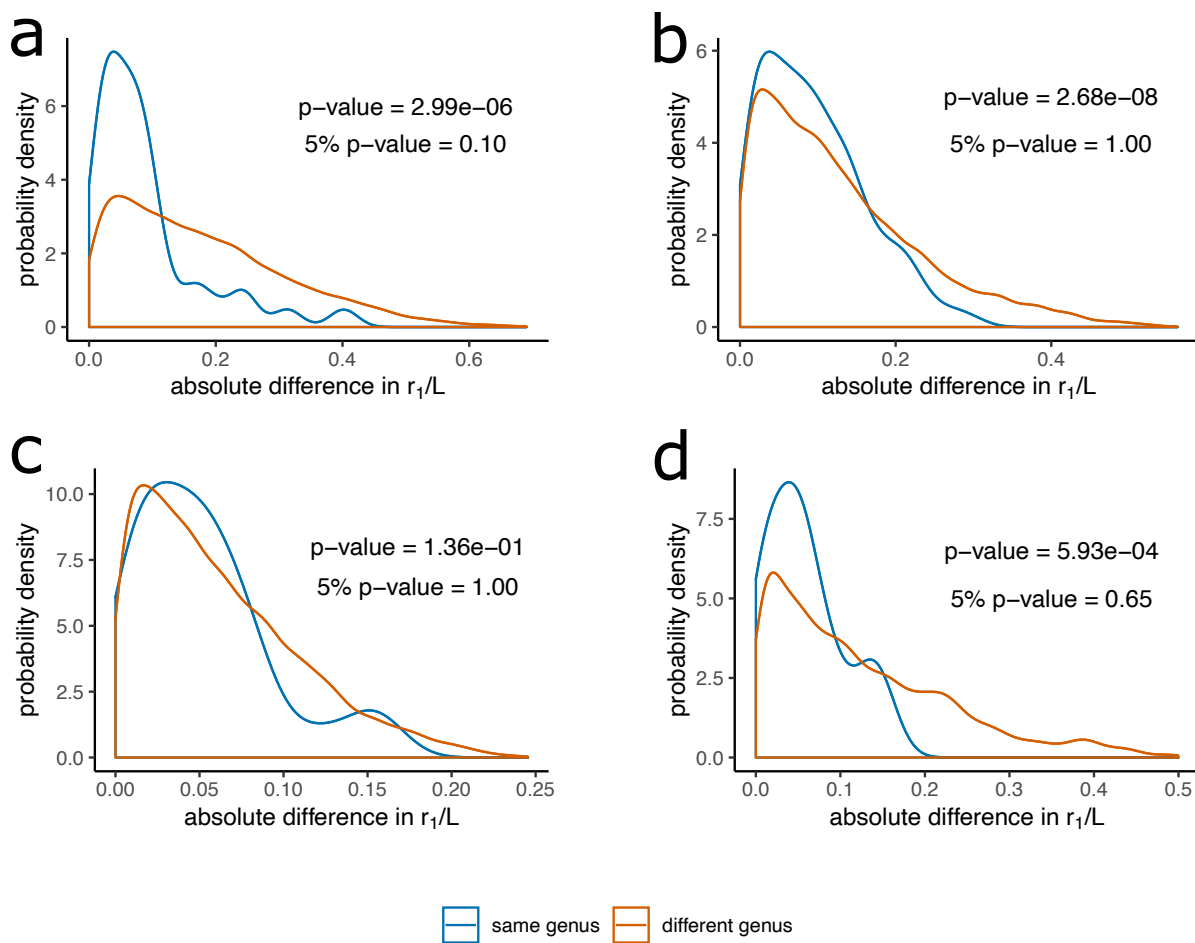 a
probability density
6
4
2
0
p−value = 2.99e−06
5% p−value = 0.10
0.0 0.2 0.4 0.6
absolute difference in r₁/L
b
probability density
6
4
2
0
p−value = 2.68e−08
5% p−value = 1.00
0.0 0.2 0.4
absolute difference in r₁/L
c
probability density
10.0
7.5
5.0
2.5
0.0
p−value = 1.36e−01
5% p−value = 1.00
0.00 0.05 0.10 0.15 0.20 0.25
absolute difference in r₁/L
d
probability density
7.5
5.0
2.5
0.0
p−value = 5.93e−04
5% p−value = 0.65
0.0 0.1 0.2 0.3 0.4 0.5
absolute difference in r₁/L
same genus different genus